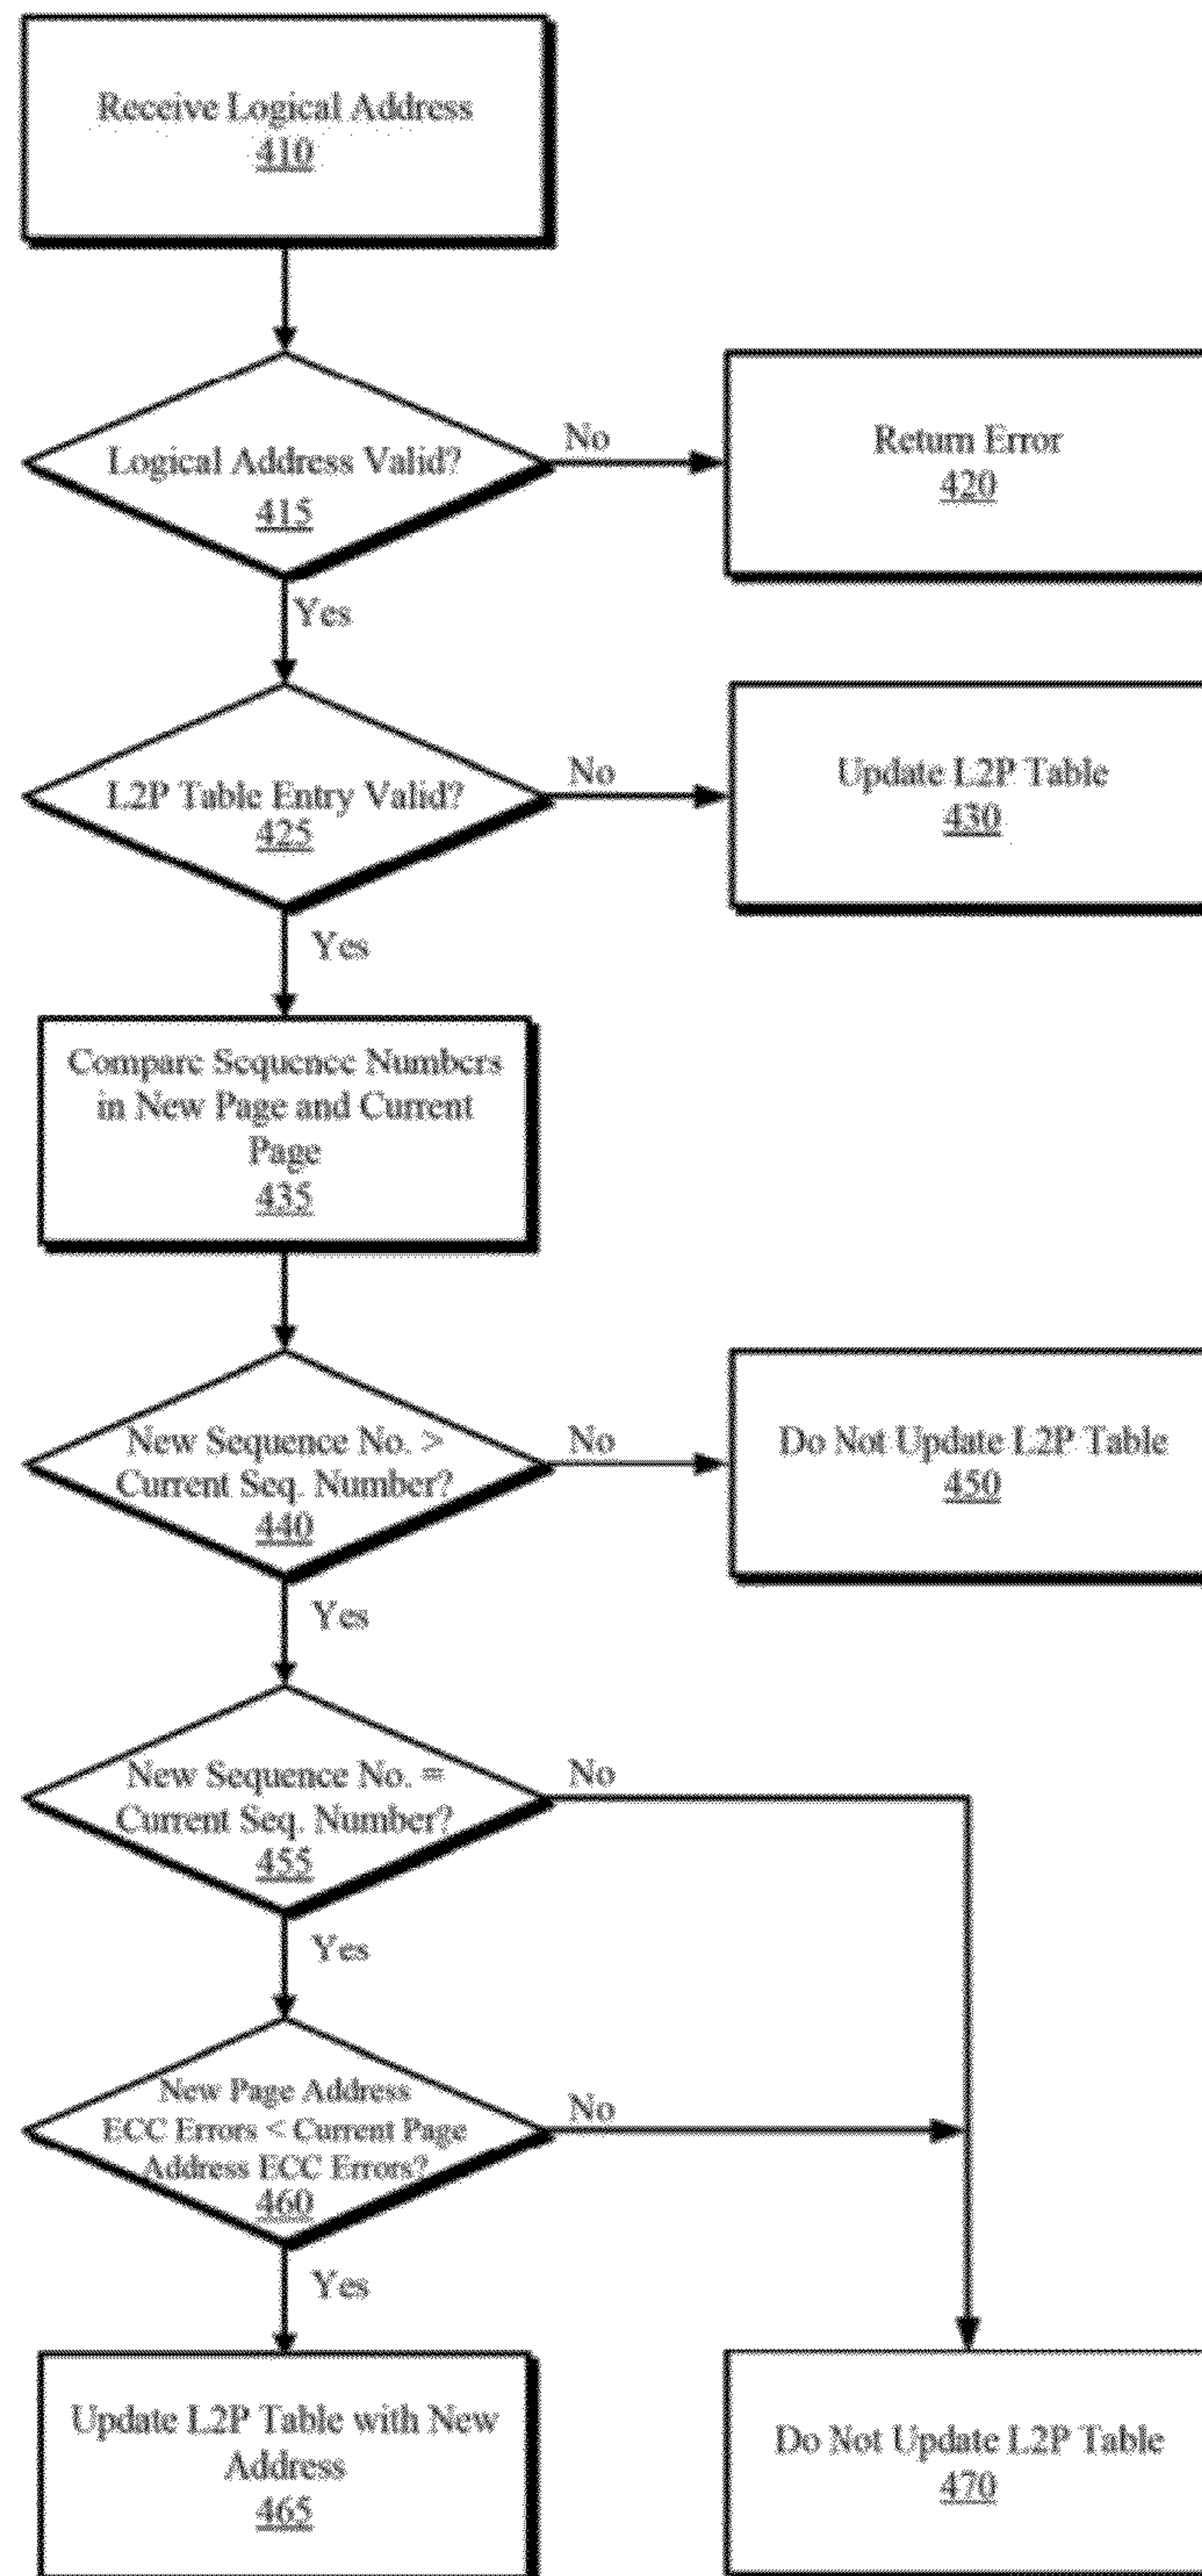 Receive Logical Address
410
Logical Address Valid?
415
No
Return Error
420
Yes
L2P Table Entry Valid?
425
No
Update L2P Table
430
Yes
Compare Sequence Numbers
in New Page and Current
Page
435
New Sequence No. >
Current Seq. Number?
440
No
Do Not Update L2P Table
450
Yes
New Sequence No. =
Current Seq. Number?
455
No
Yes
New Page Address
ECC Errors < Current Page
Address ECC Errors?
460
No
Yes
Update L2P Table with New
Address
465
Do Not Update L2P Table
470